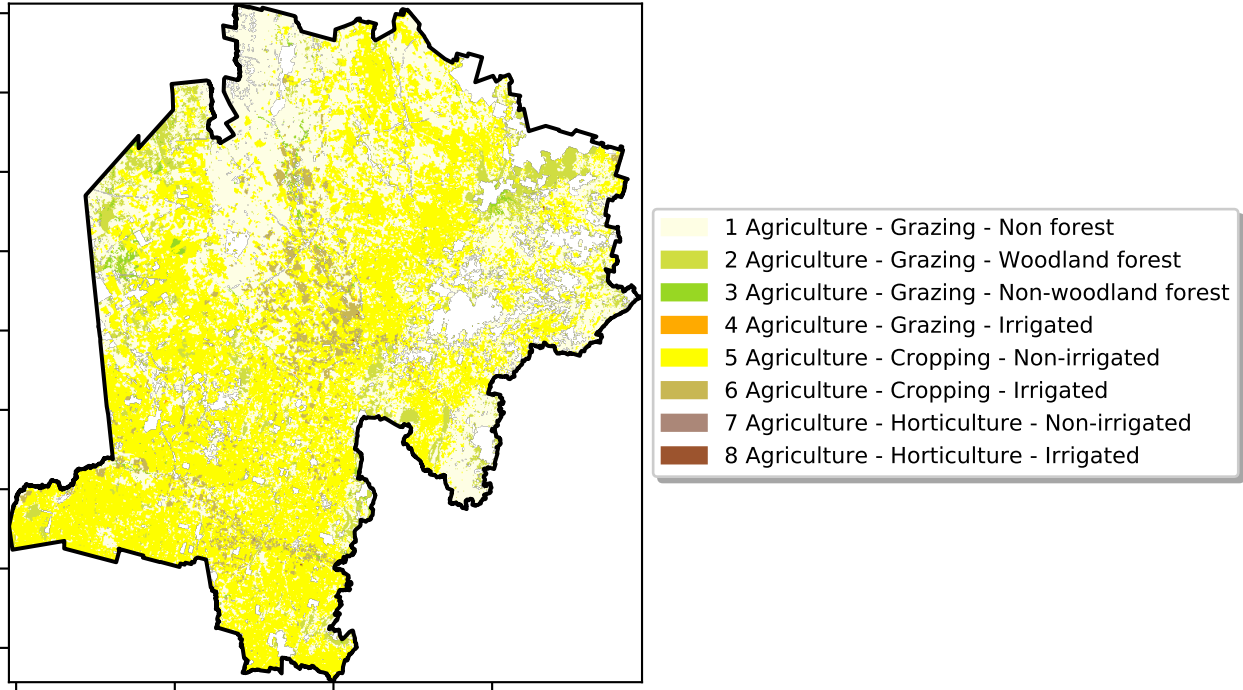 1 Agriculture - Grazing - Non forest
2 Agriculture - Grazing - Woodland forest
3 Agriculture - Grazing - Non-woodland forest
4 Agriculture - Grazing - Irrigated
5 Agriculture - Cropping - Non-irrigated
6 Agriculture - Cropping - Irrigated
7 Agriculture - Horticulture - Non-irrigated
8 Agriculture - Horticulture - Irrigated